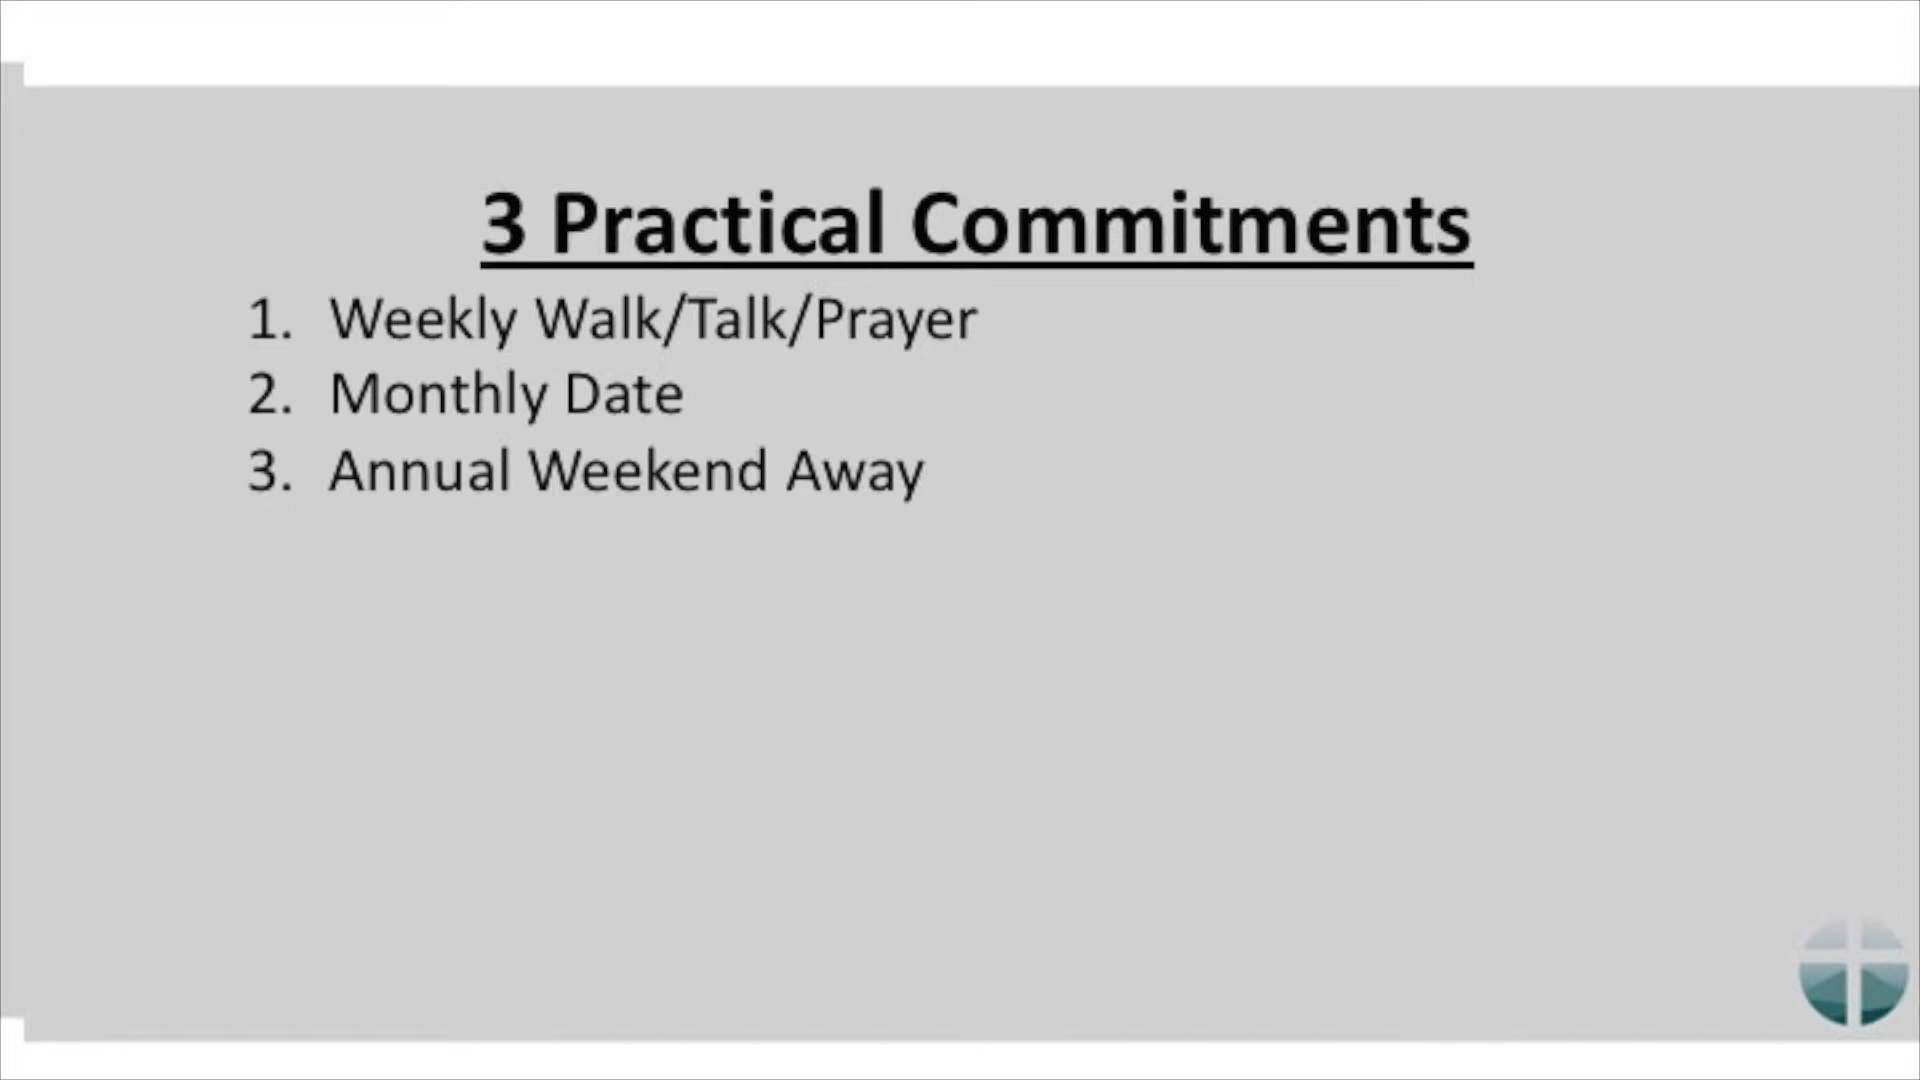 3 Practical Commitments
1. Weekly Walk/Talk/Prayer
2. Monthly Date
3. Annual Weekend Away